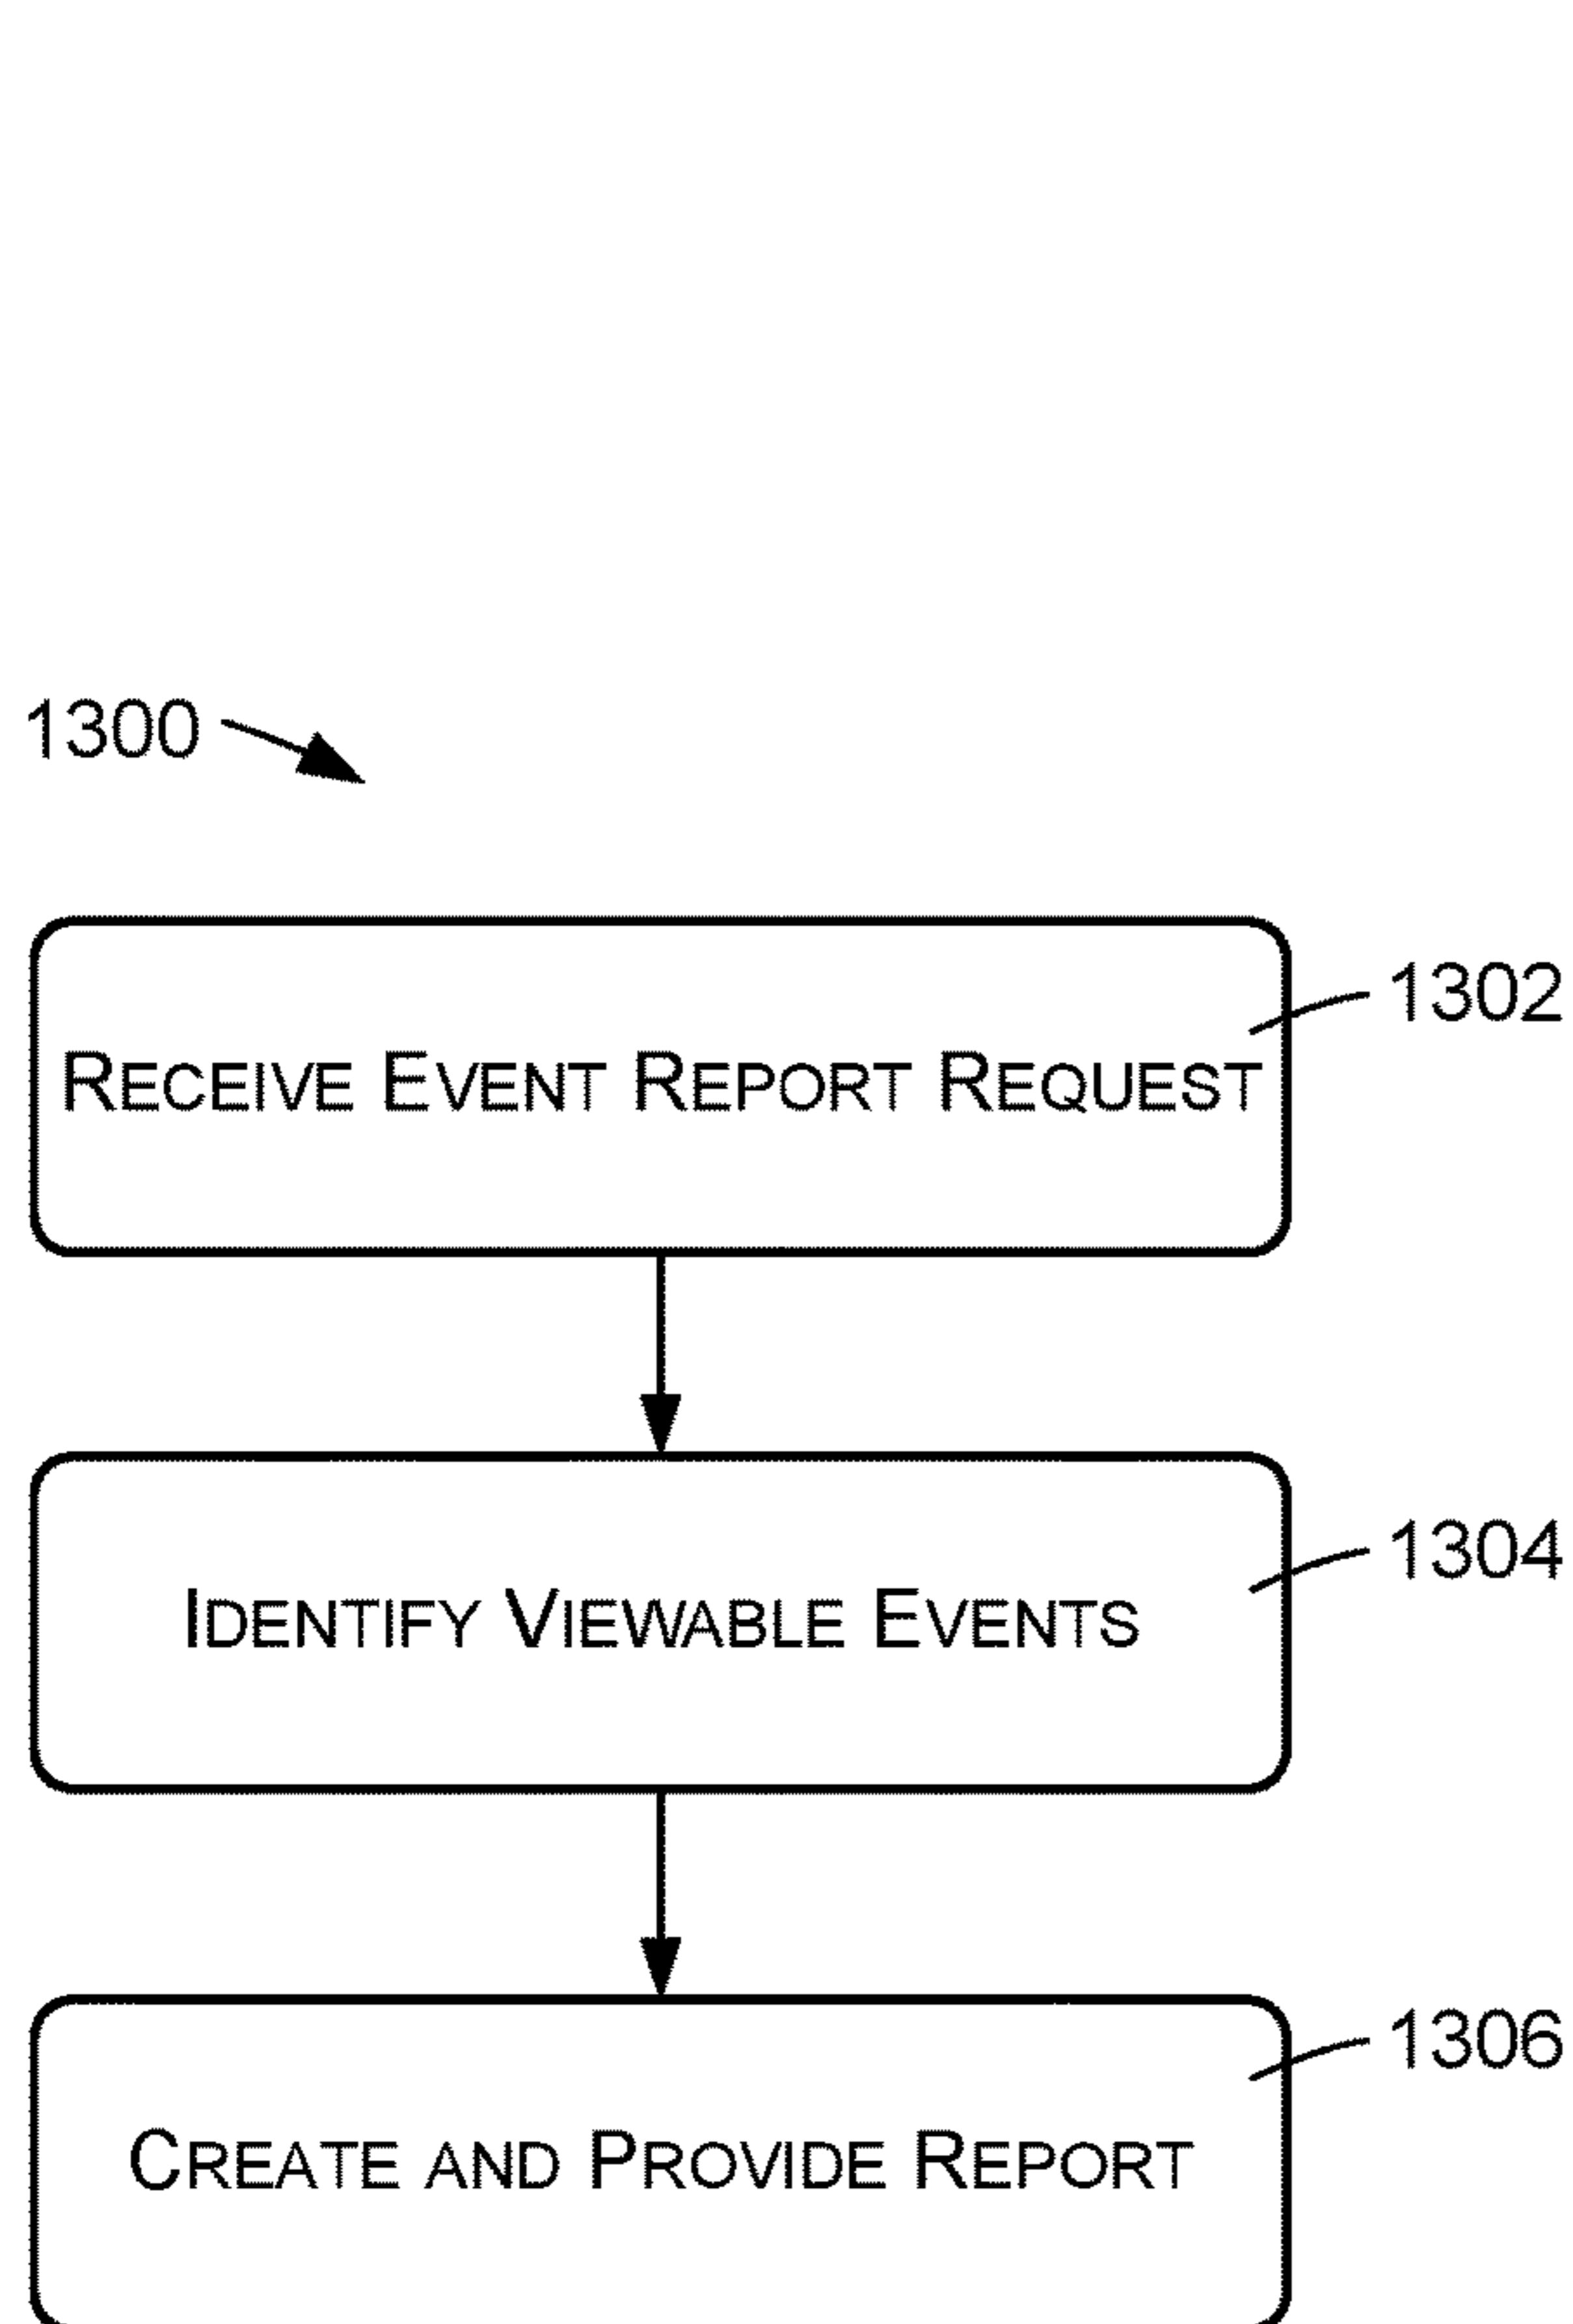 1300
1302
RECEIVE EVENT REPORT REQUEST
1304
IDENTIFY VIEWABLE EVENTS
1306
CREATE AND PROVIDE REPORT